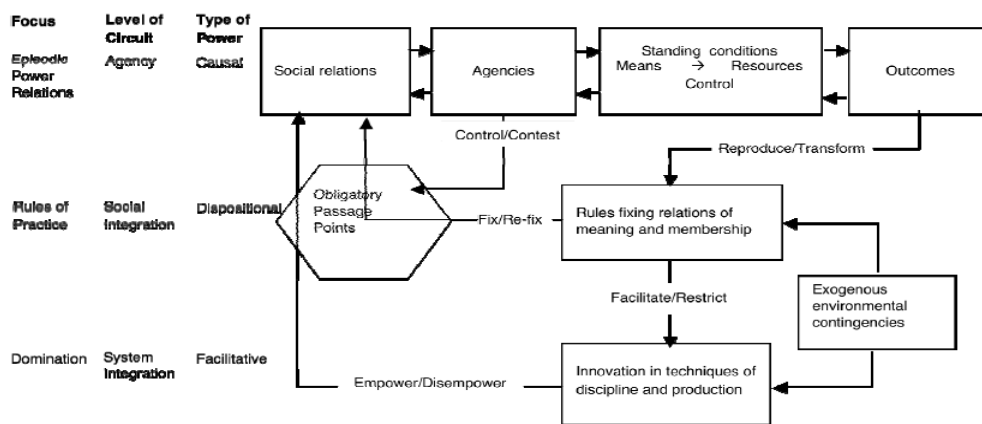 Focus Level of Circuit Type of Power
Episodic Power Relations Agency Causal
Social relations
Agencies
Standing conditions
Means → Resources
Control
Outcomes
Control/Contest
Reproduce/Transform
Rules of Practice Social Integration Dispositional
Obligatory
Passage
Points
Fix/Re-fix
Rules fixing relations of
meaning and membership
Facilitate/Restrict
Exogenous
environmental
contingencies
Domination System Integration Facilitative
Empower/Disempower
Innovation in techniques of
discipline and production